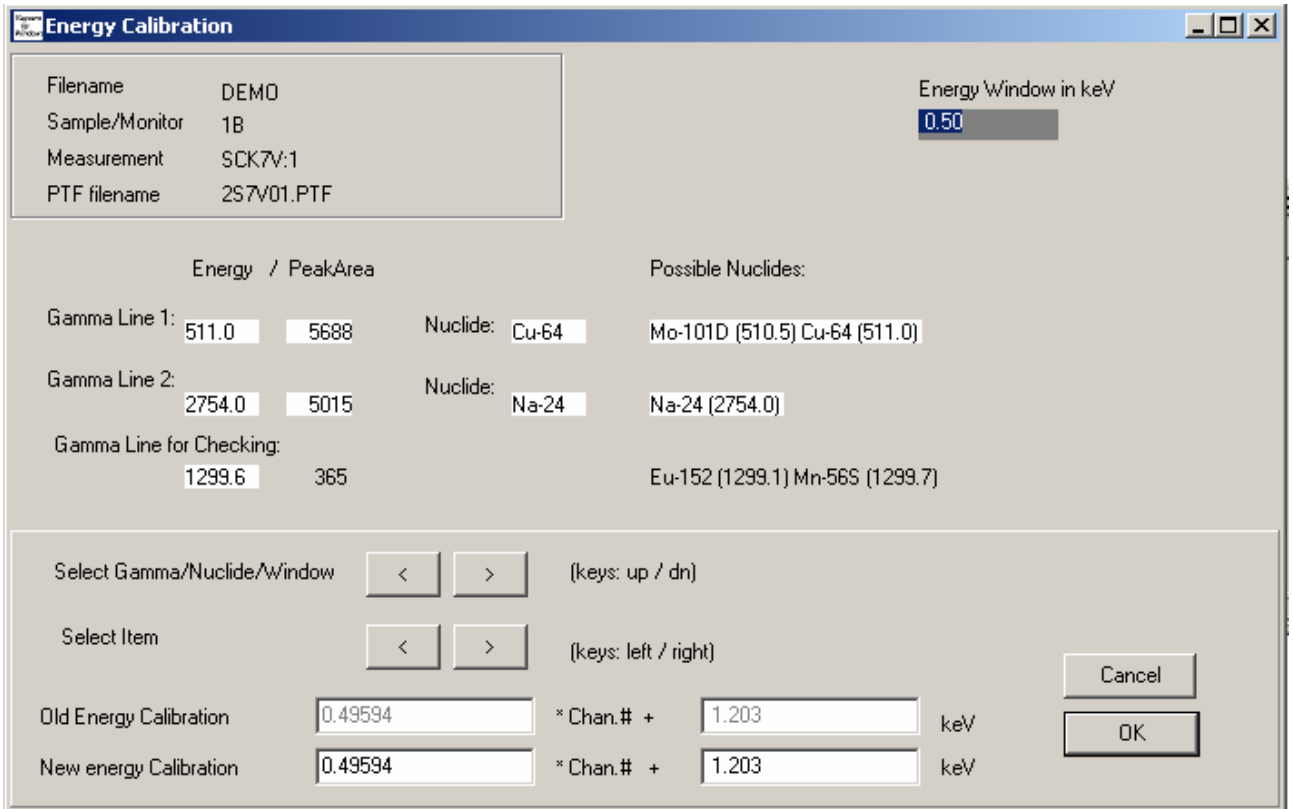 Energy Calibration
Filename DEMO
Sample/Monitor 1B
Measurement SCK7V:1
PTF filename 2S7V01.PTF
Energy Window in keV
0.50
Energy / PeakArea Possible Nuclides:
Gamma Line 1: 511.0 5688 Nuclide: Cu-64 Mo-101D (510.5) Cu-64 (511.0)
Gamma Line 2: 2754.0 5015 Nuclide: Na-24 Na-24 (2754.0)
Gamma Line for Checking:
1299.6 365 Eu-152 (1299.1) Mn-56S (1299.7)
Select Gamma/Nuclide/Window < > (keys: up / dn)
Select Item < > (keys: left / right)
Cancel
Old Energy Calibration 0.49594 * Chan.# + 1.203 keV
OK
New energy Calibration 0.49594 * Chan.# + 1.203 keV